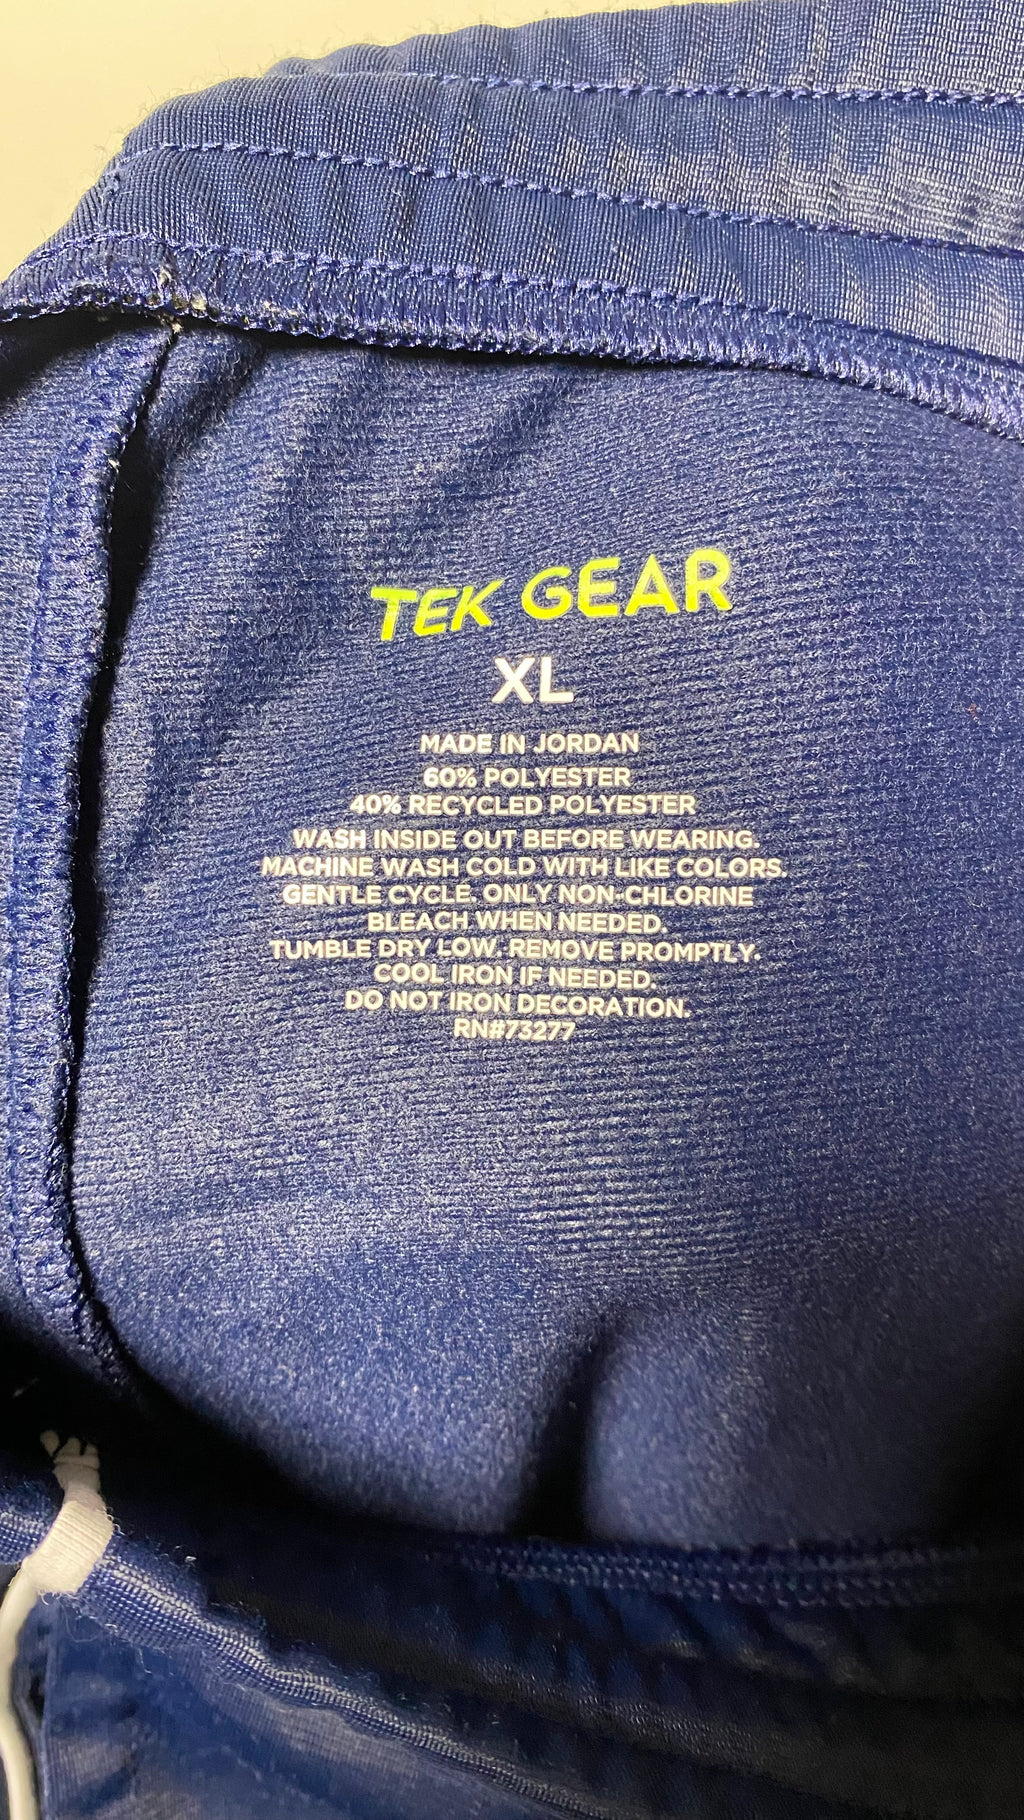 TEK GEAR
XL
MADE IN JORDAN
60% POLYESTER
40% RECYCLED POLYESTER
WASH INSIDE OUT BEFORE WEARING.
MACHINE WASH COLD WITH LIKE COLORS.
GENTLE CYCLE. ONLY NON-CHLORINE
BLEACH WHEN NEEDED.
TUMBLE DRY LOW. REMOVE PROMPTLY.
COOL IRON IF NEEDED.
DO NOT IRON DECORATION.
RN#73277